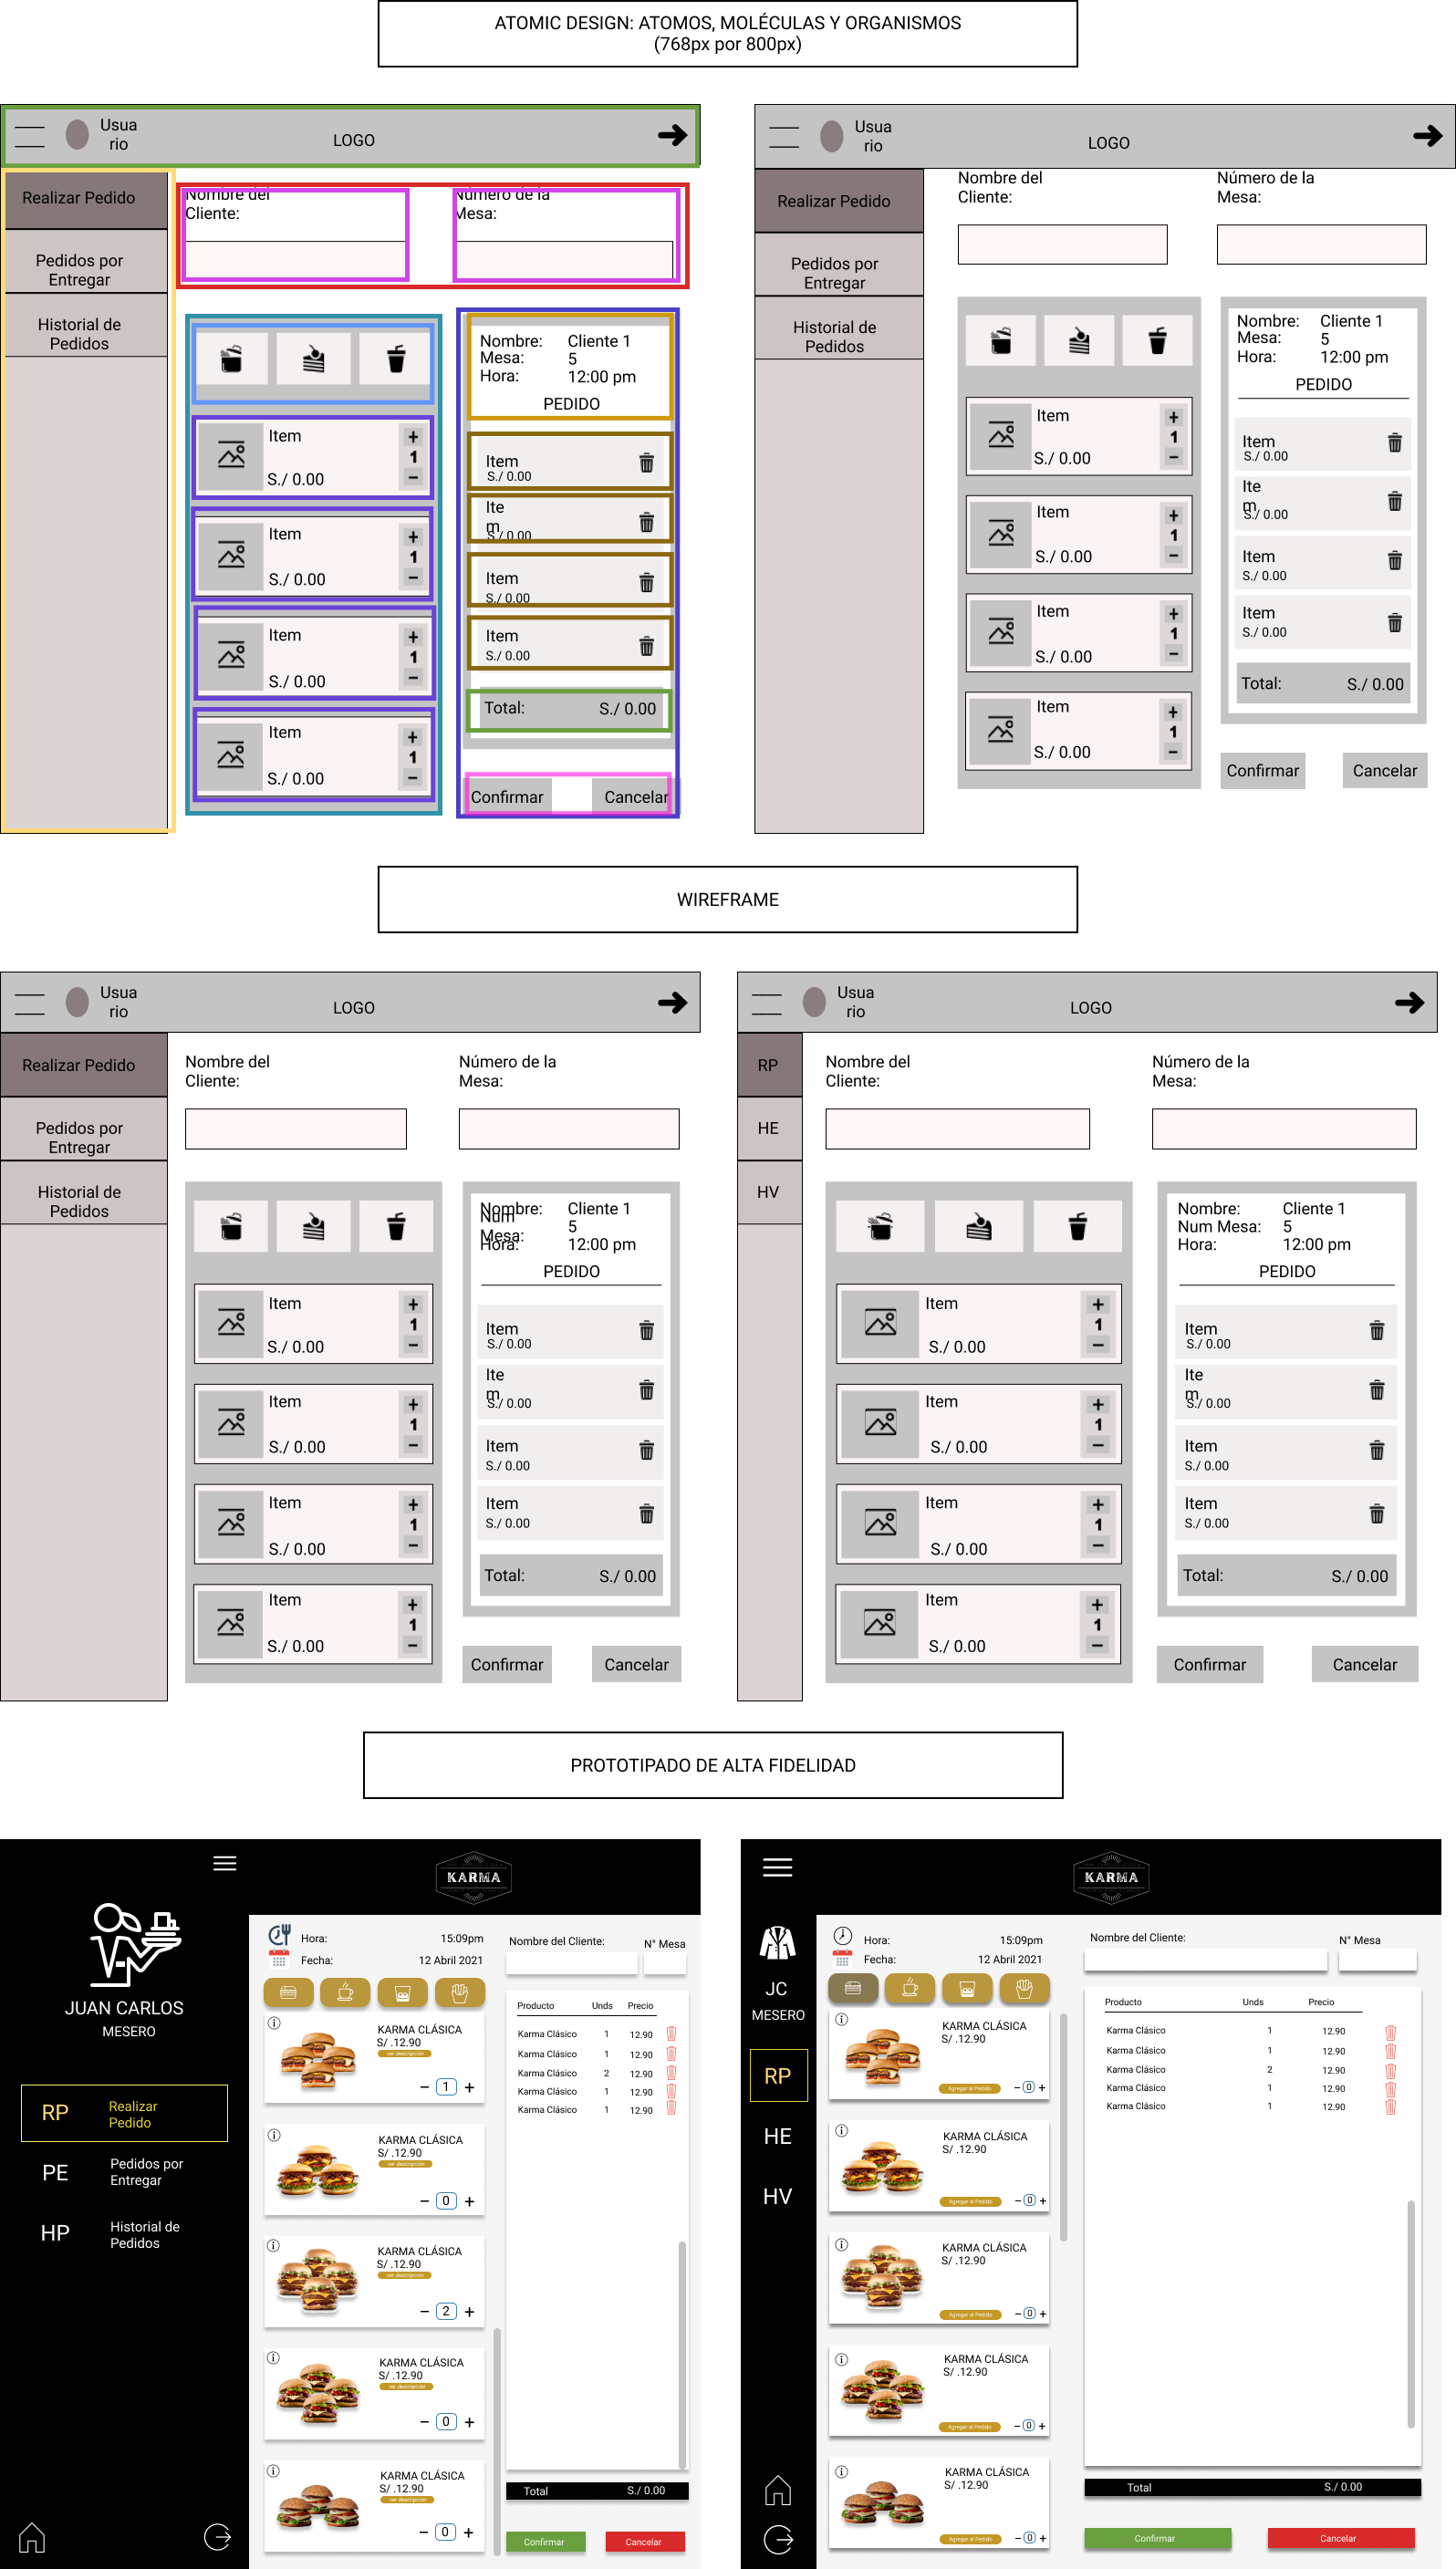 ATOMIC DESIGN: ATOMOS, MOLÉCULAS Y ORGANISMOS
(768px por 800px)
Usua
rio
LOGO
Realizar Pedido
Pedidos por
Entregar
Historial de
Pedidos
Nombre del
Cliente:
Número de la
Mesa:
Nombre: Cliente 1
Mesa: 5
Hora: 12:00 pm
PEDIDO
Item
S./ 0.00
+
1
−
Item
S./ 0.00
+
1
−
Item
S./ 0.00
+
1
−
Item
S./ 0.00
+
1
−
Item
S./ 0.00
Ite
m
S./ 0.00
Item
S./ 0.00
Item
S./ 0.00
Total: S./ 0.00
Confirmar Cancelar
Usua
rio
LOGO
Realizar Pedido
Pedidos por
Entregar
Historial de
Pedidos
Nombre del
Cliente:
Número de la
Mesa:
Nombre: Cliente 1
Mesa: 5
Hora: 12:00 pm
PEDIDO
Item
S./ 0.00
+
1
−
Item
S./ 0.00
+
1
−
Item
S./ 0.00
+
1
−
Item
S./ 0.00
+
1
−
Item
S./ 0.00
Ite
m
S./ 0.00
Item
S./ 0.00
Item
S./ 0.00
Total: S./ 0.00
Confirmar Cancelar
WIREFRAME
Usua
rio
LOGO
Realizar Pedido
Pedidos por
Entregar
Historial de
Pedidos
Nombre del
Cliente:
Número de la
Mesa:
Nombre: Cliente 1
Num
Mesa: 5
Hora: 12:00 pm
PEDIDO
Item
S./ 0.00
+
1
−
Item
S./ 0.00
+
1
−
Item
S./ 0.00
+
1
−
Item
S./ 0.00
+
1
−
Item
S./ 0.00
Ite
m
S./ 0.00
Item
S./ 0.00
Item
S./ 0.00
Total: S./ 0.00
Confirmar Cancelar
Usua
rio
LOGO
RP
HE
HV
Nombre del
Cliente:
Número de la
Mesa:
Nombre: Cliente 1
Num Mesa: 5
Hora: 12:00 pm
PEDIDO
Item
S./ 0.00
+
1
−
Item
S./ 0.00
+
1
−
Item
S./ 0.00
+
1
−
Item
S./ 0.00
+
1
−
Item
S./ 0.00
Ite
m
S./ 0.00
Item
S./ 0.00
Item
S./ 0.00
Total: S./ 0.00
Confirmar Cancelar
PROTOTIPADO DE ALTA FIDELIDAD
KARMA
JUAN CARLOS
MESERO
RP Realizar
Pedido
PE Pedidos por
Entregar
HP Historial de
Pedidos
Hora: 15:09pm
Fecha: 12 Abril 2021
Nombre del Cliente: N° Mesa
KARMA CLÁSICA
S/ .12.90
ver descripción
− 1 +
KARMA CLÁSICA
S/ .12.90
ver descripción
− 0 +
KARMA CLÁSICA
S/ .12.90
ver descripción
− 2 +
KARMA CLÁSICA
S/ .12.90
ver descripción
− 0 +
KARMA CLÁSICA
S/ .12.90
ver descripción
− 0 +
Producto Unds Precio
Karma Clásico 1 12.90
Karma Clásico 1 12.90
Karma Clásico 2 12.90
Karma Clásico 1 12.90
Karma Clásico 1 12.90
Total S./ 0.00
Confirmar Cancelar
KARMA
JC
MESERO
RP
HE
HV
Hora: 15:09pm
Fecha: 12 Abril 2021
Nombre del Cliente: N° Mesa
KARMA CLÁSICA
S/ .12.90
Agregar al Pedido − 0 +
KARMA CLÁSICA
S/ .12.90
Agregar al Pedido − 0 +
KARMA CLÁSICA
S/ .12.90
Agregar al Pedido − 0 +
KARMA CLÁSICA
S/ .12.90
Agregar al Pedido − 0 +
KARMA CLÁSICA
S/ .12.90
Agregar al Pedido − 0 +
Producto Unds Precio
Karma Clásico 1 12.90
Karma Clásico 1 12.90
Karma Clásico 2 12.90
Karma Clásico 1 12.90
Karma Clásico 1 12.90
Total S./ 0.00
Confirmar Cancelar